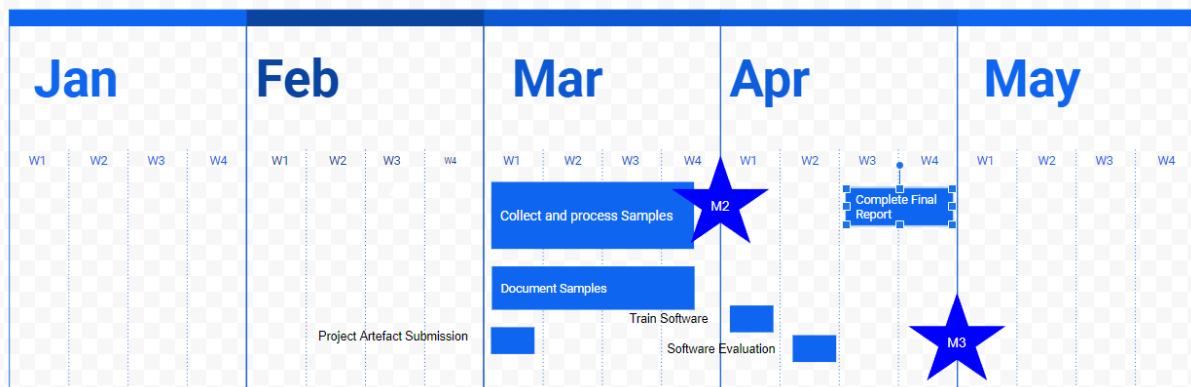 Jan Feb Mar Apr May
W1 W2 W3 W4 W1 W2 W3 W4 W1 W2 W3 W4 W1 W2 W3 W4 W1 W2 W3 W4
Collect and process Samples
M2
Complete Final
Report
Document Samples
Train Software
Project Artefact Submission
Software Evaluation
M3